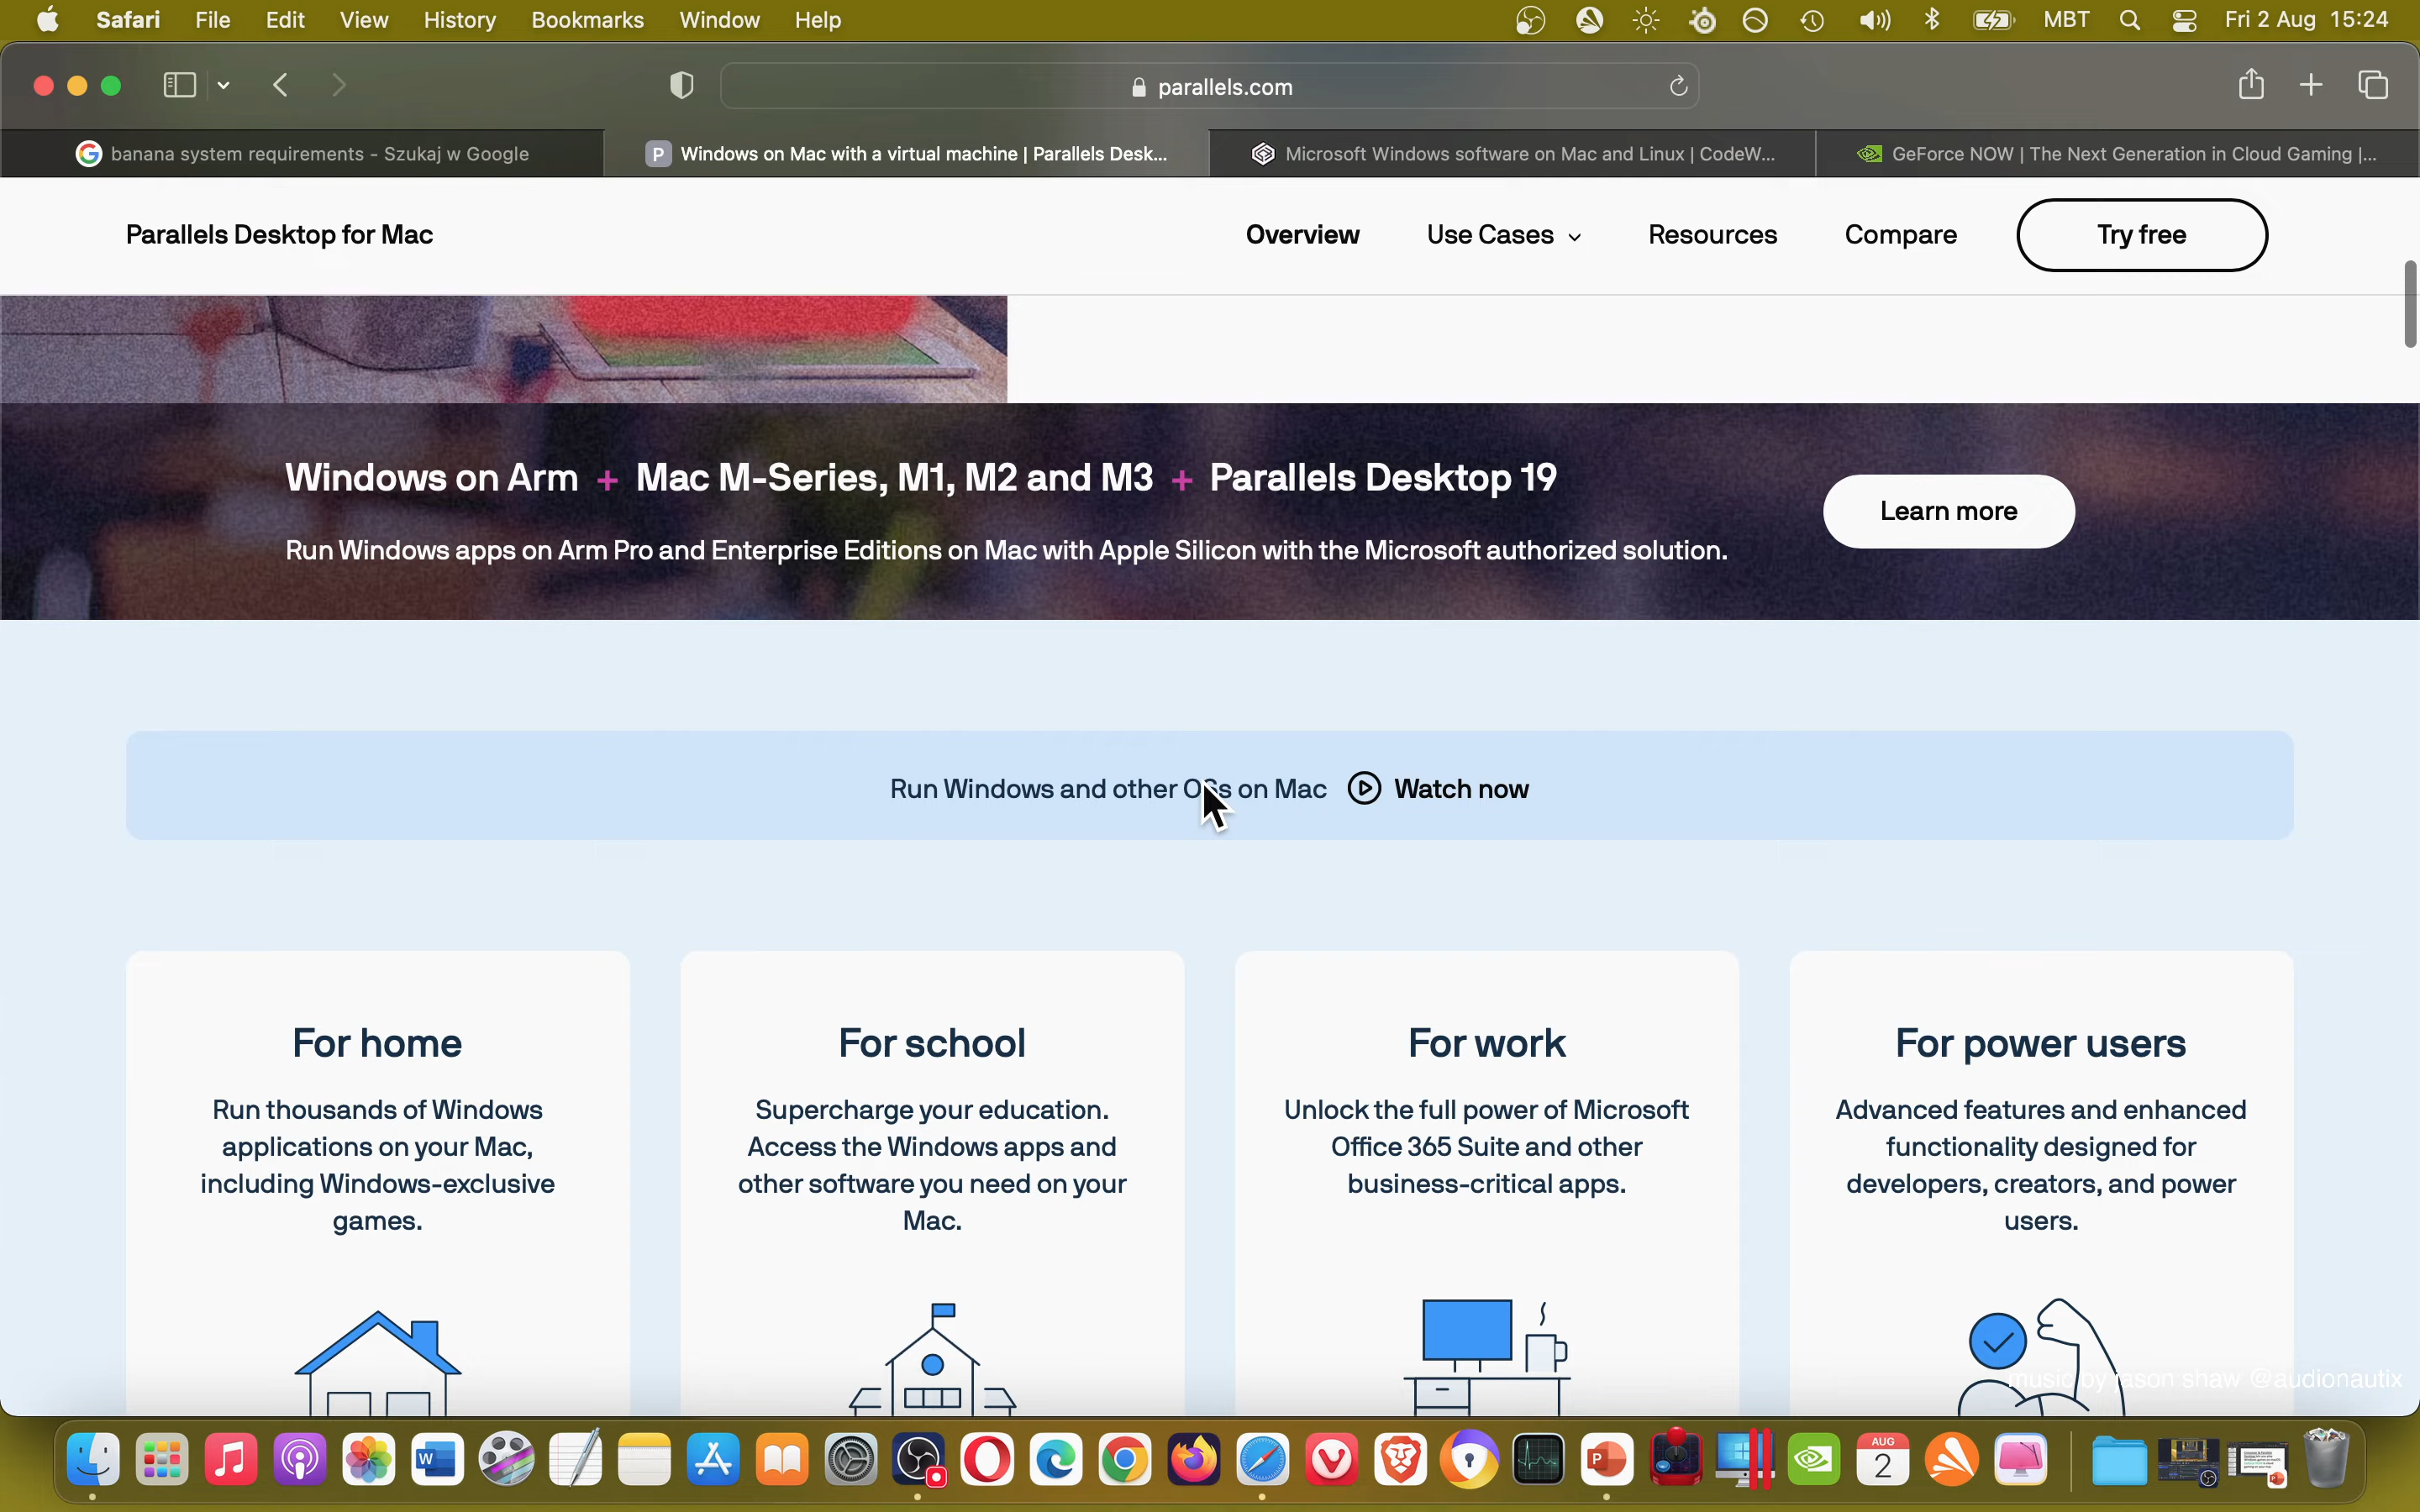 Safari File Edit View History Bookmarks Window Help MBT Fri 2 Aug 15:24
parallels.com
banana system requirements - Szukaj w Google
P Windows on Mac with a virtual machine | Parallels Desk...
Microsoft Windows software on Mac and Linux | CodeW...
GeForce NOW | The Next Generation in Cloud Gaming |...
Parallels Desktop for Mac Overview Use Cases Resources Compare Try free
Windows on Arm + Mac M-Series, M1, M2 and M3 + Parallels Desktop 19
Run Windows apps on Arm Pro and Enterprise Editions on Mac with Apple Silicon with the Microsoft authorized solution.
Learn more
Run Windows and other OSs on Mac Watch now
For home
Run thousands of Windows
applications on your Mac,
including Windows-exclusive
games.
For school
Supercharge your education.
Access the Windows apps and
other software you need on your
Mac.
For work
Unlock the full power of Microsoft
Office 365 Suite and other
business-critical apps.
For power users
Advanced features and enhanced
functionality designed for
developers, creators, and power
users.
music by jason shaw @audionautix
W
P
AUG
2